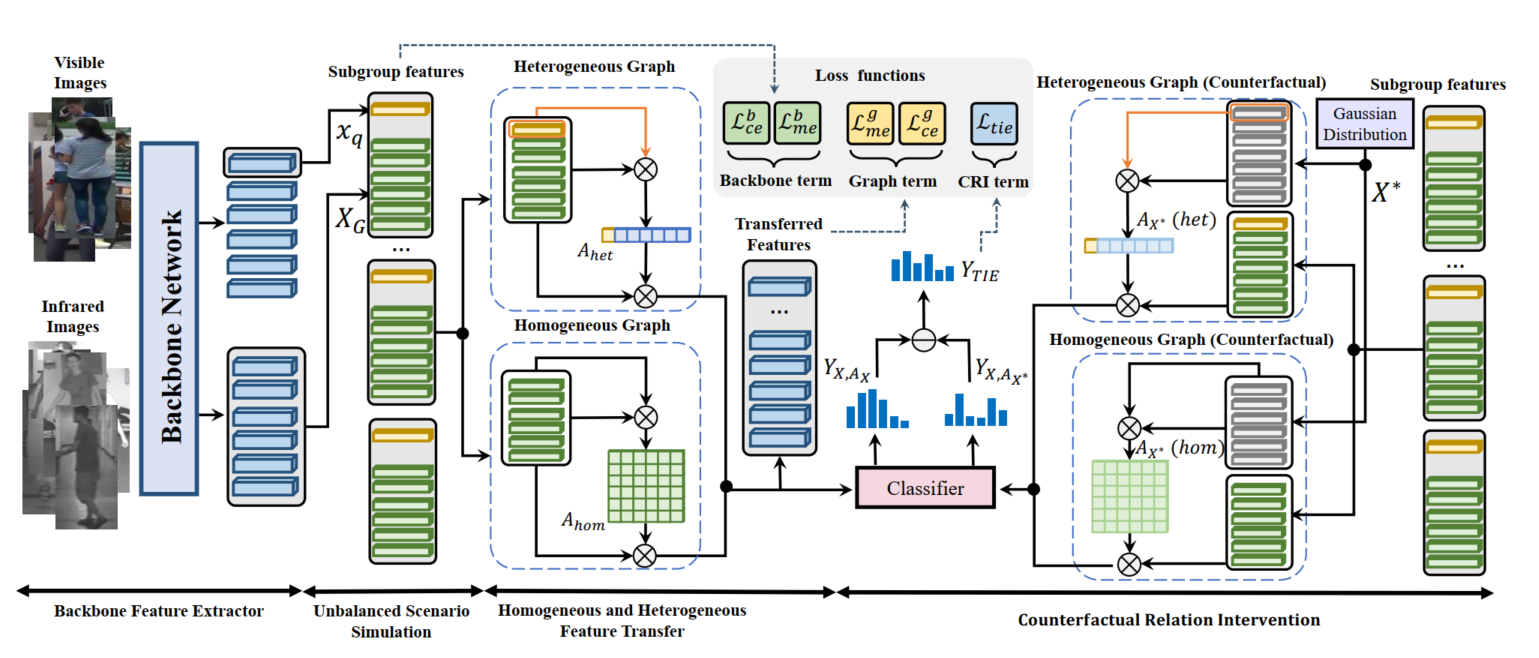 Visible
Images
Infrared
Images
Backbone Network
x_q
X_G
Subgroup features
...
Heterogeneous Graph
A_het
Homogeneous Graph
A_hom
Loss functions
ℒ^b_ce
ℒ^b_me
ℒ^g_me
ℒ^g_ce
ℒ_tie
Backbone term
Graph term
CRI term
Transferred
Features
...
Y_TIE
Y_X,A_X
Y_X,A_X*
Classifier
Heterogeneous Graph (Counterfactual)
A_X* (het)
Homogeneous Graph (Counterfactual)
A_X* (hom)
Gaussian
Distribution
X*
Subgroup features
...
Backbone Feature Extractor
Unbalanced Scenario
Simulation
Homogeneous and Heterogeneous
Feature Transfer
Counterfactual Relation Intervention